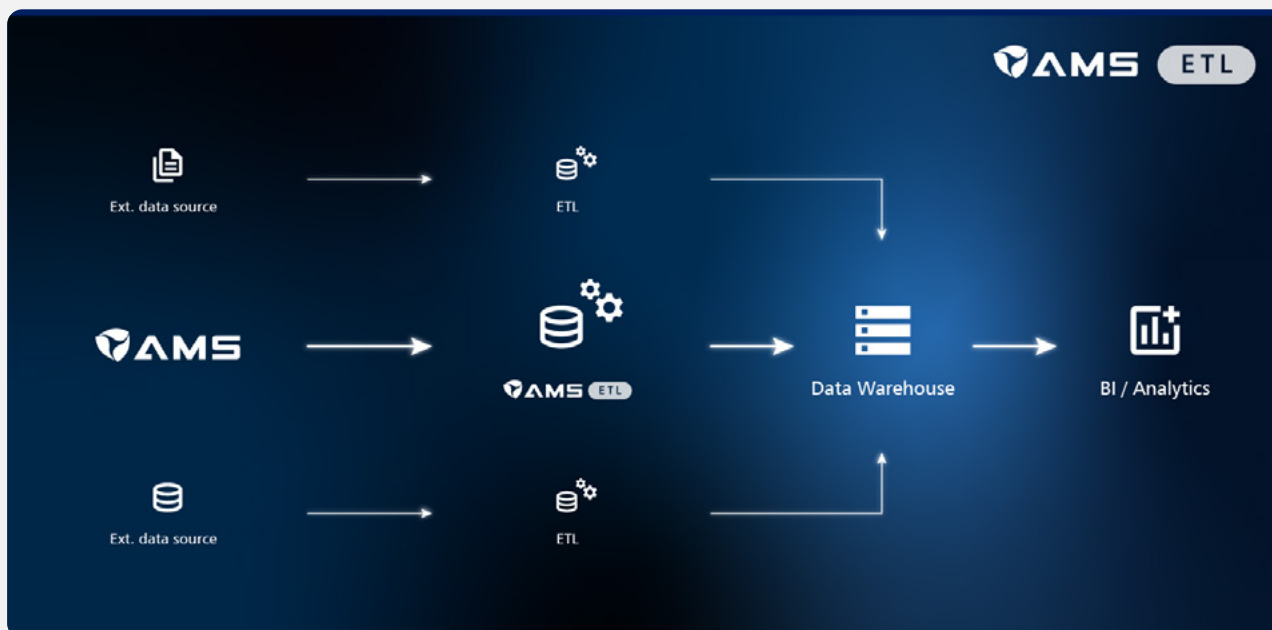 AMS ETL
Ext. data source
ETL
AMS
AMS ETL
Data Warehouse
BI / Analytics
Ext. data source
ETL